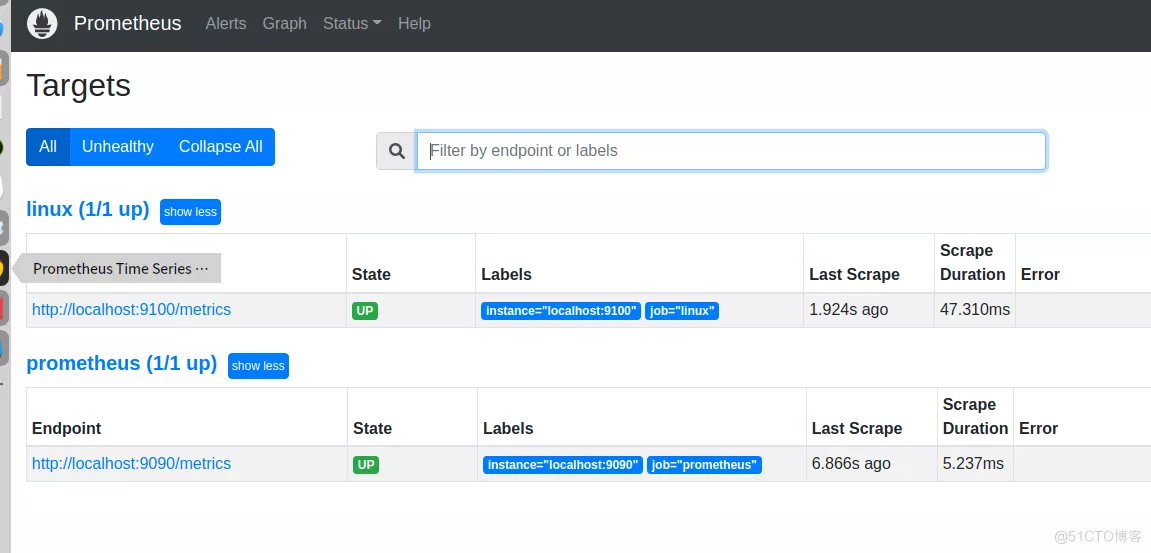 Prometheus Alerts Graph Status Help
Targets
All Unhealthy Collapse All
Filter by endpoint or labels
linux (1/1 up) show less
Prometheus Time Series ···
State Labels Last Scrape Scrape Duration Error
http://localhost:9100/metrics UP instance="localhost:9100" job="linux" 1.924s ago 47.310ms
prometheus (1/1 up) show less
Endpoint State Labels Last Scrape Scrape Duration Error
http://localhost:9090/metrics UP instance="localhost:9090" job="prometheus" 6.866s ago 5.237ms
@51CTO博客